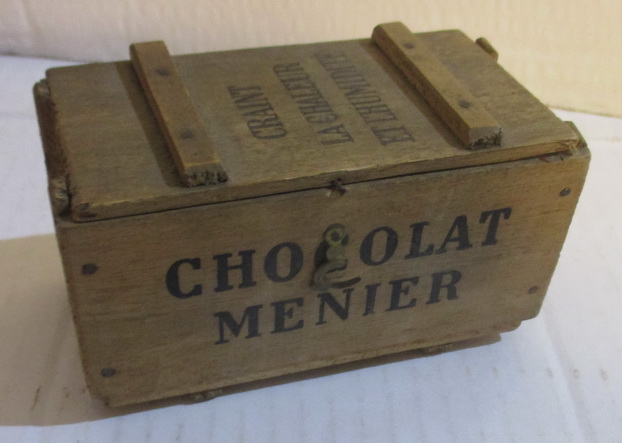 CRAINT
LA CHALEUR
ET L'HUMIDITÉ
CHOCOLAT
MENIER